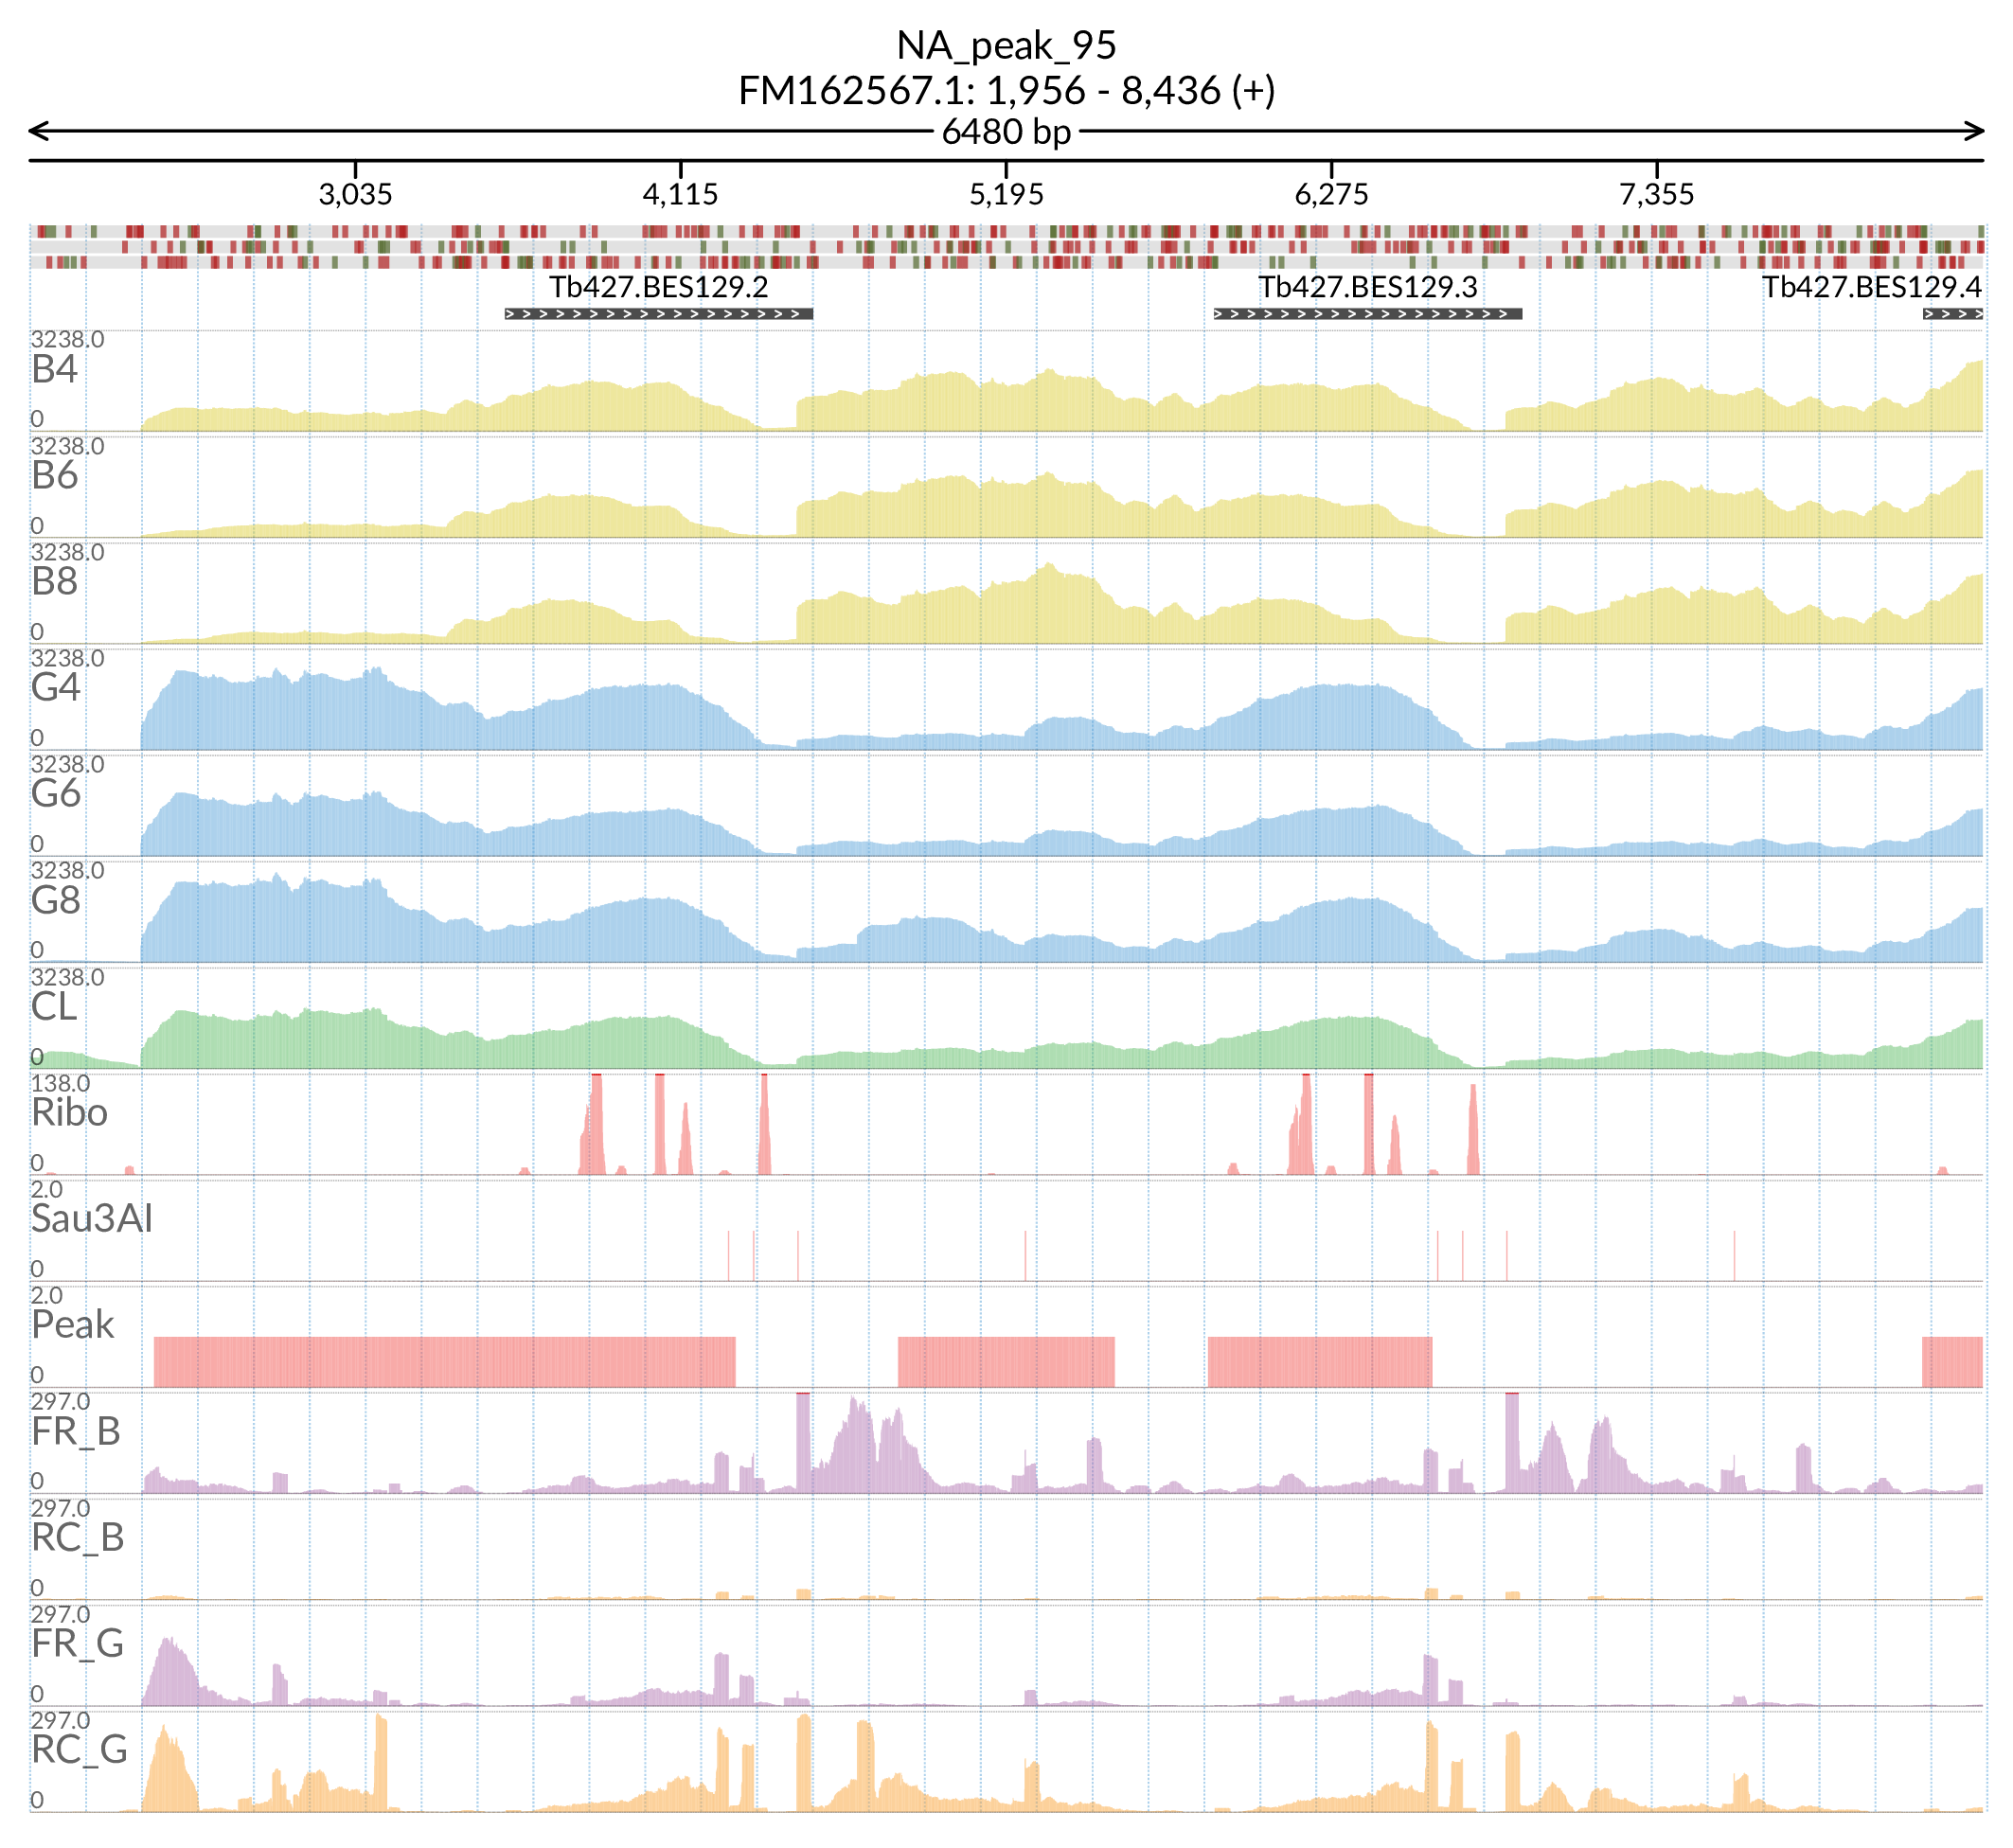 NA_peak_95
FM162567.1: 1,956 - 8,436 (+)
6480 bp
3,035 4,115 5,195 6,275 7,355
Tb427.BES129.2 Tb427.BES129.3 Tb427.BES129.4
3238.0
B4
0
3238.0
B6
0
3238.0
B8
0
3238.0
G4
0
3238.0
G6
0
3238.0
G8
0
3238.0
CL
0
138.0
Ribo
0
2.0
Sau3AI
0
2.0
Peak
0
297.0
FR_B
0
297.0
RC_B
0
297.0
FR_G
0
297.0
RC_G
0